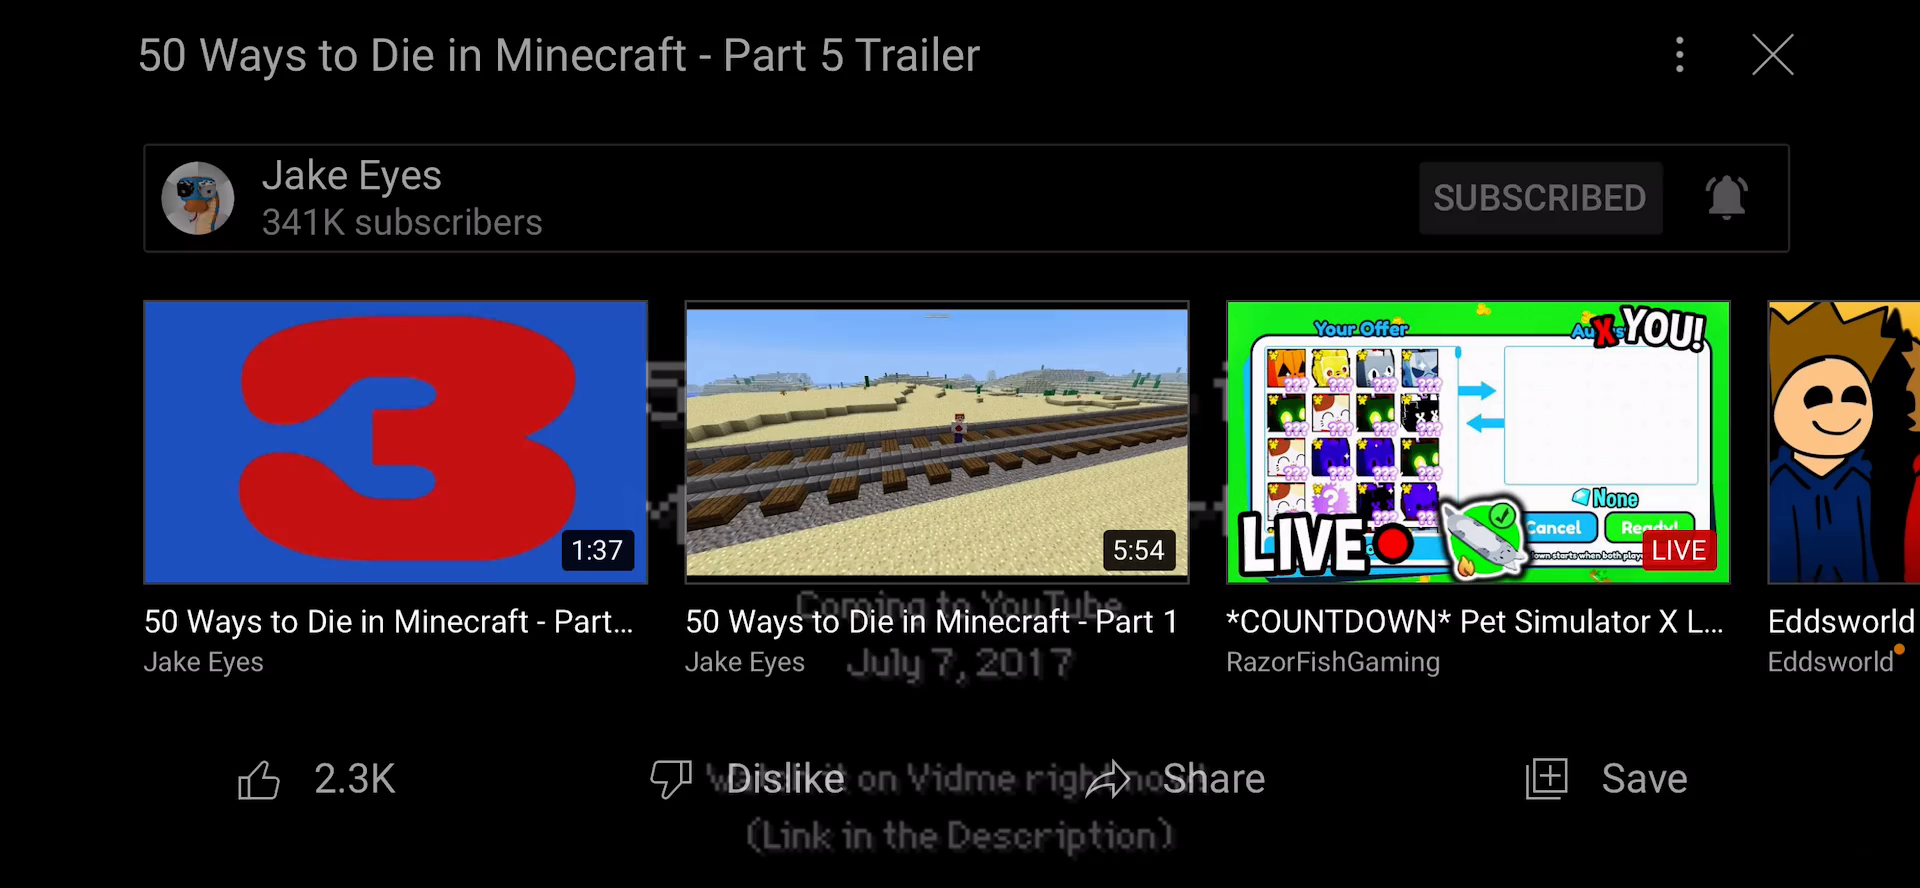 50 Ways to Die in Minecraft - Part 5 Trailer
Jake Eyes
341K subscribers
SUBSCRIBED
3
1:37
5:54
Your Offer
X YOU!
??? ??? ??? ???
??? ??? ??? ???
??? ??? ??? ???
??? ???
None
Cancel
Ready!
LIVE
LIVE
50 Ways to Die in Minecraft - Part...
Jake Eyes
50 Ways to Die in Minecraft - Part 1
Jake Eyes
*COUNTDOWN* Pet Simulator X L...
RazorFishGaming
Eddsworld
Eddsworld
Coming to YouTube
July 7, 2017
2.3K
Dislike
Share
Save
on Vidme right now!
(Link in the Description)